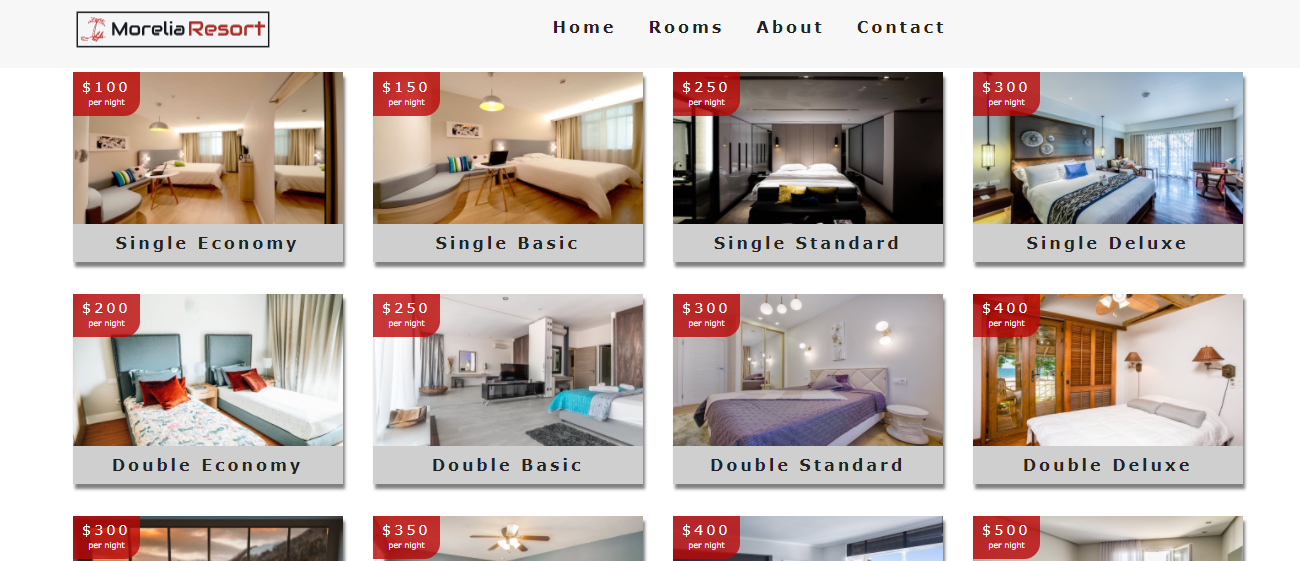 Morelia Resort
Home Rooms About Contact
$100
per night
$150
per night
$250
per night
$300
per night
Single Economy
Single Basic
Single Standard
Single Deluxe
$200
per night
$250
per night
$300
per night
$400
per night
Double Economy
Double Basic
Double Standard
Double Deluxe
$300
per night
$350
per night
$400
per night
$500
per night